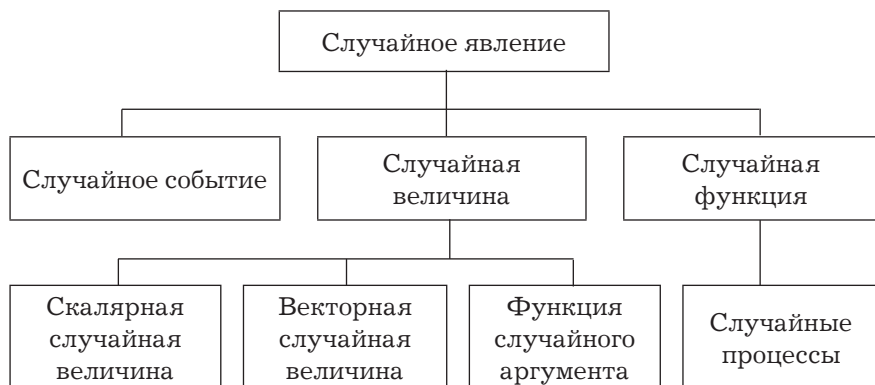 Случайное явление
Случайное событие
Случайная
величина
Случайная
функция
Скалярная
случайная
величина
Векторная
случайная
величина
Функция
случайного
аргумента
Случайные
процессы